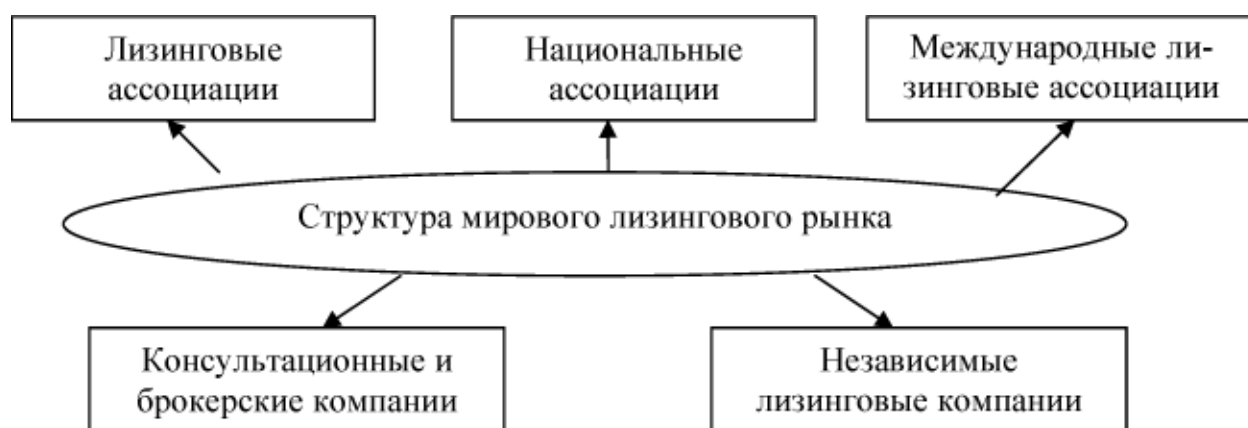 Лизинговые
ассоциации
Национальные
ассоциации
Международные ли-
зинговые ассоциации
Структура мирового лизингового рынка
Консультационные и
брокерские компании
Независимые
лизинговые компании